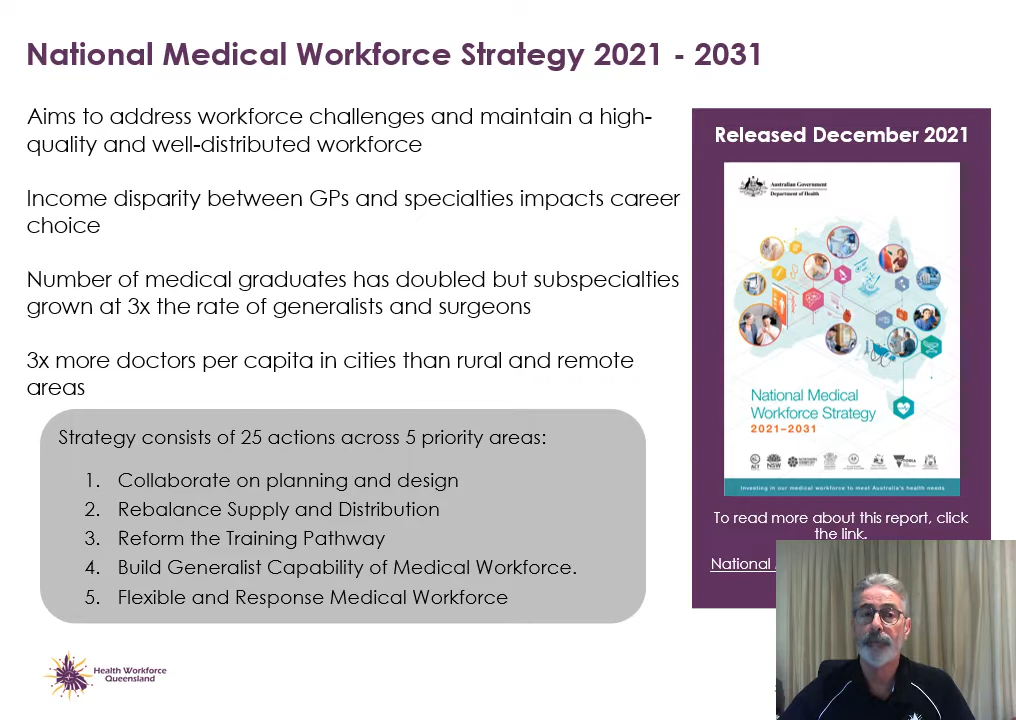 National Medical Workforce Strategy 2021 - 2031
Aims to address workforce challenges and maintain a high-
quality and well-distributed workforce
Income disparity between GPs and specialties impacts career
choice
Number of medical graduates has doubled but subspecialties
grown at 3x the rate of generalists and surgeons
3x more doctors per capita in cities than rural and remote
areas
Strategy consists of 25 actions across 5 priority areas:
1. Collaborate on planning and design
2. Rebalance Supply and Distribution
3. Reform the Training Pathway
4. Build Generalist Capability of Medical Workforce.
5. Flexible and Response Medical Workforce
Health Workforce
Queensland
Released December 2021
Australian Government
Department of Health
National Medical
Workforce Strategy
2021–2031
ACT
NSW
VICTORIA
Investing in our medical workforce to meet Australia's health needs
To read more about this report, click
the link.
National